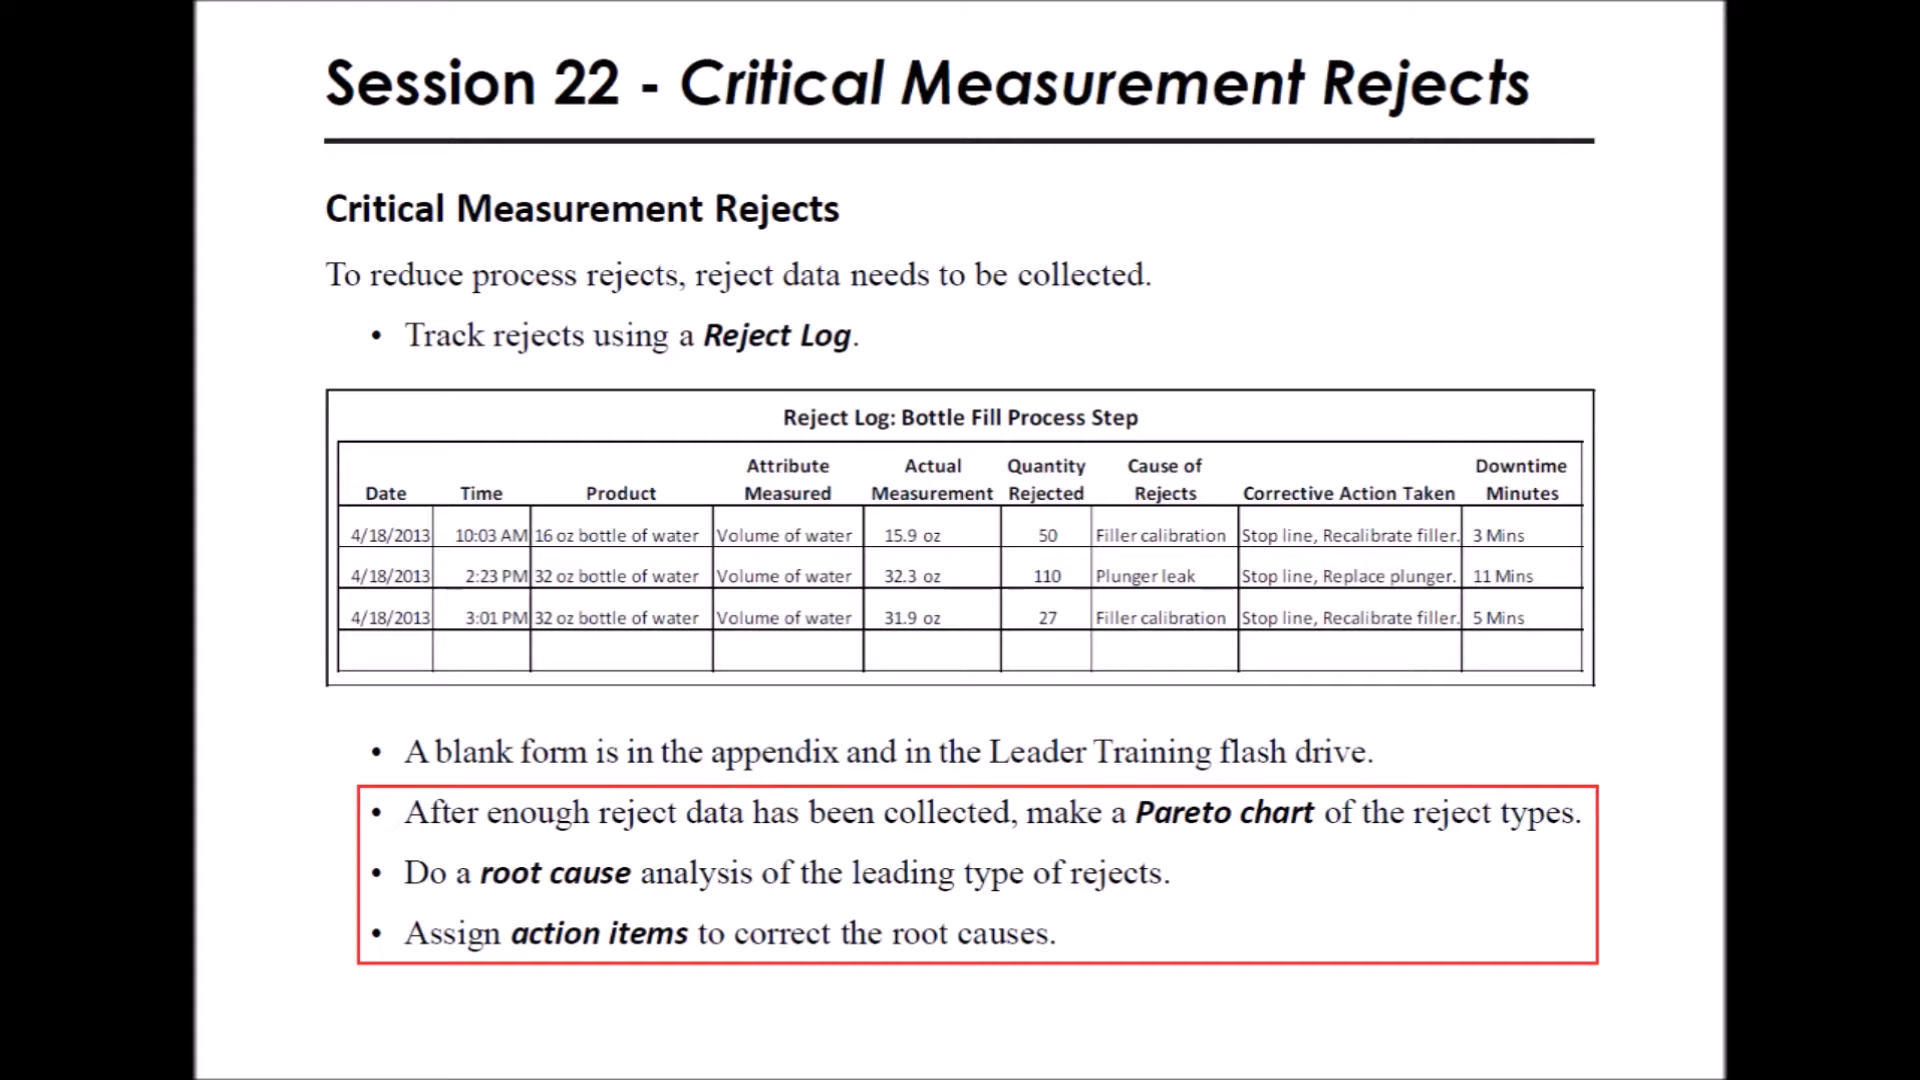 Session 22 - Critical Measurement Rejects
Critical Measurement Rejects
To reduce process rejects, reject data needs to be collected.
• Track rejects using a Reject Log.
Reject Log: Bottle Fill Process Step
Date Time Product Attribute Measured Actual Measurement Quantity Rejected Cause of Rejects Corrective Action Taken Downtime Minutes
4/18/2013 10:03 AM 16 oz bottle of water Volume of water 15.9 oz 50 Filler calibration Stop line, Recalibrate filler. 3 Mins
4/18/2013 2:23 PM 32 oz bottle of water Volume of water 32.3 oz 110 Plunger leak Stop line, Replace plunger. 11 Mins
4/18/2013 3:01 PM 32 oz bottle of water Volume of water 31.9 oz 27 Filler calibration Stop line, Recalibrate filler. 5 Mins
• A blank form is in the appendix and in the Leader Training flash drive.
• After enough reject data has been collected, make a Pareto chart of the reject types.
• Do a root cause analysis of the leading type of rejects.
• Assign action items to correct the root causes.